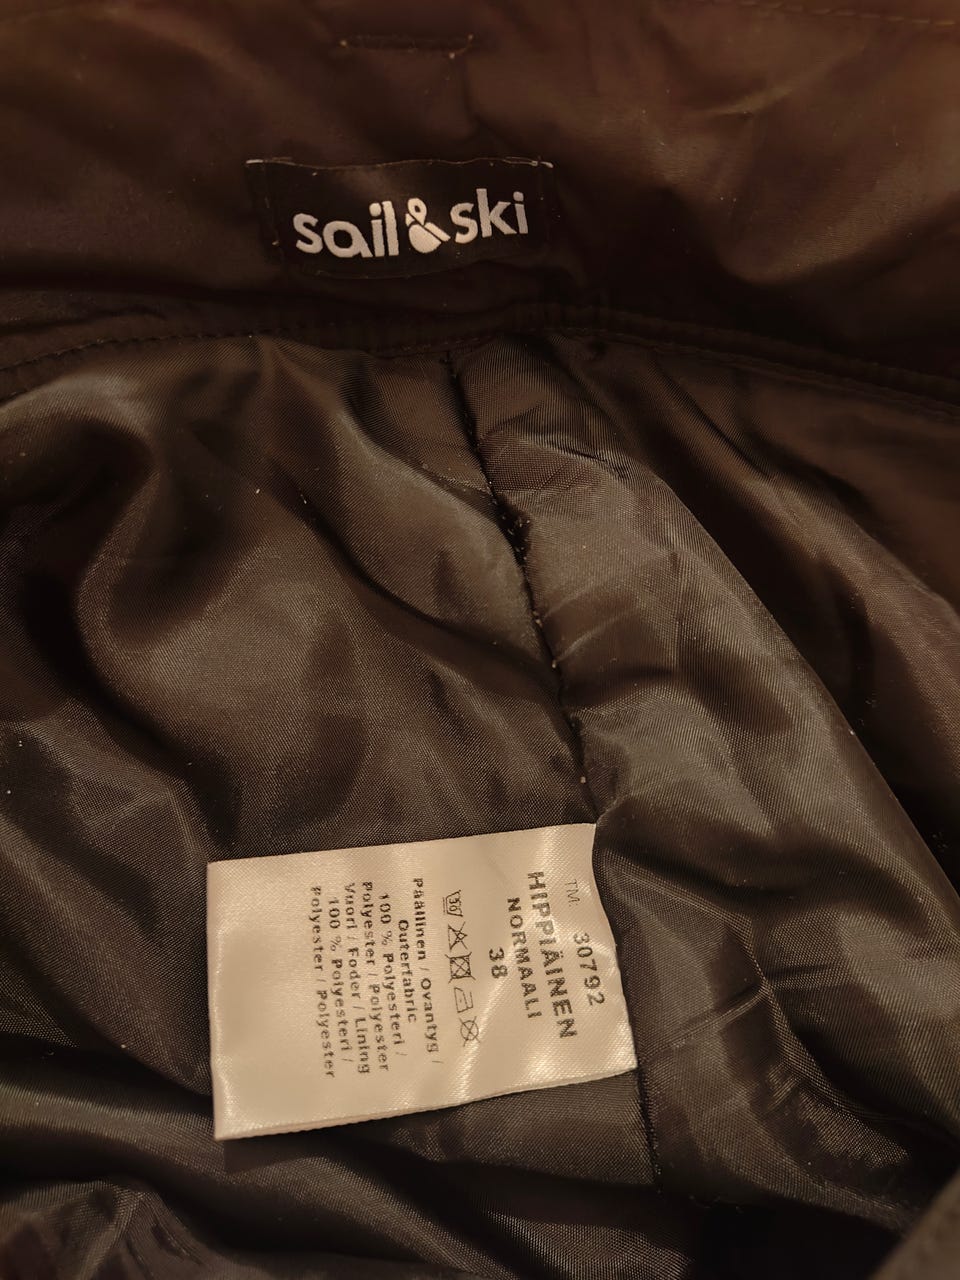 sail&ski
TM: 30792
HIPPIÄINEN
NORMAALI
38
30
Päällinen / Ovantyg /
Outerfabric
100 % Polyesteri /
Polyester / Polyester
Vuori / Foder / Lining
100 % Polyesteri /
Polyester / Polyester